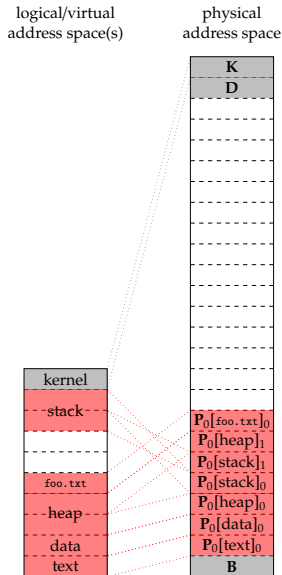 logical/virtual
address space(s)
physical
address space
K
D
kernel
stack
foo.txt
heap
data
text
P₀[foo.txt]₀
P₀[heap]₁
P₀[stack]₁
P₀[stack]₀
P₀[heap]₀
P₀[data]₀
P₀[text]₀
B